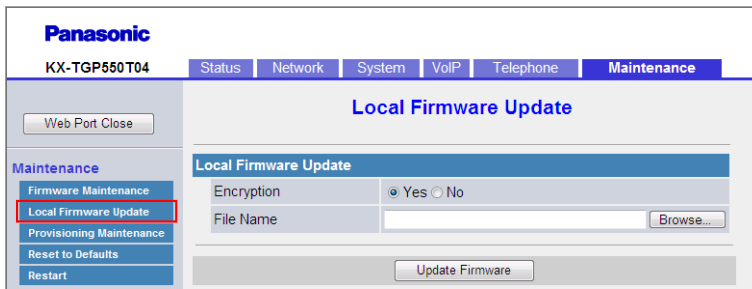 Panasonic
KX-TGP550T04
Status Network System VoIP Telephone Maintenance
Web Port Close
Local Firmware Update
Maintenance
Firmware Maintenance
Local Firmware Update
Provisioning Maintenance
Reset to Defaults
Restart
Local Firmware Update
Encryption Yes No
File Name Browse...
Update Firmware